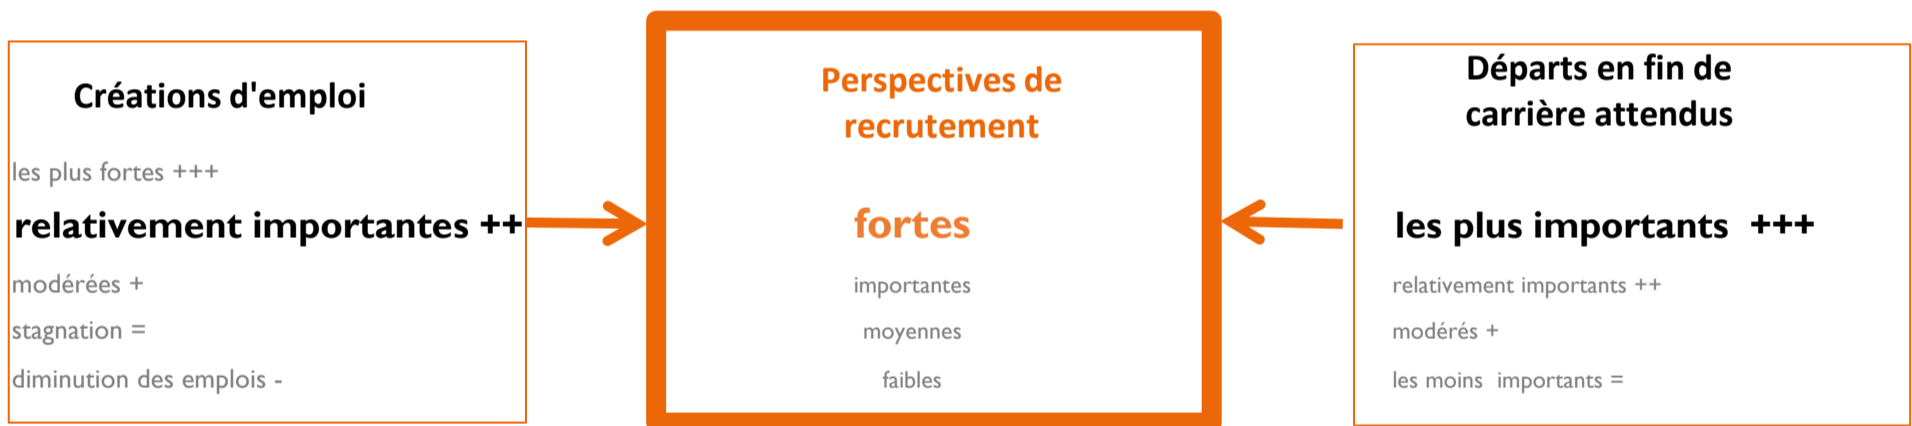 Créations d'emploi
les plus fortes +++
relativement importantes ++
modérées +
stagnation =
diminution des emplois -
Perspectives de
recrutement
fortes
importantes
moyennes
faibles
Départs en fin de
carrière attendus
les plus importants +++
relativement importants ++
modérés +
les moins importants =